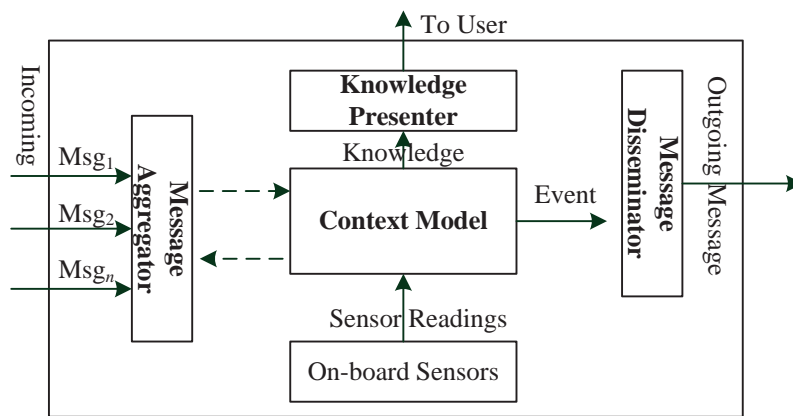 To User
Incoming
Knowledge
Presenter
Message
Disseminator
Outgoing Message
Knowledge
Msg1
Message
Aggregator
Msg2
Msgn
Context Model
Event
Sensor Readings
On-board Sensors